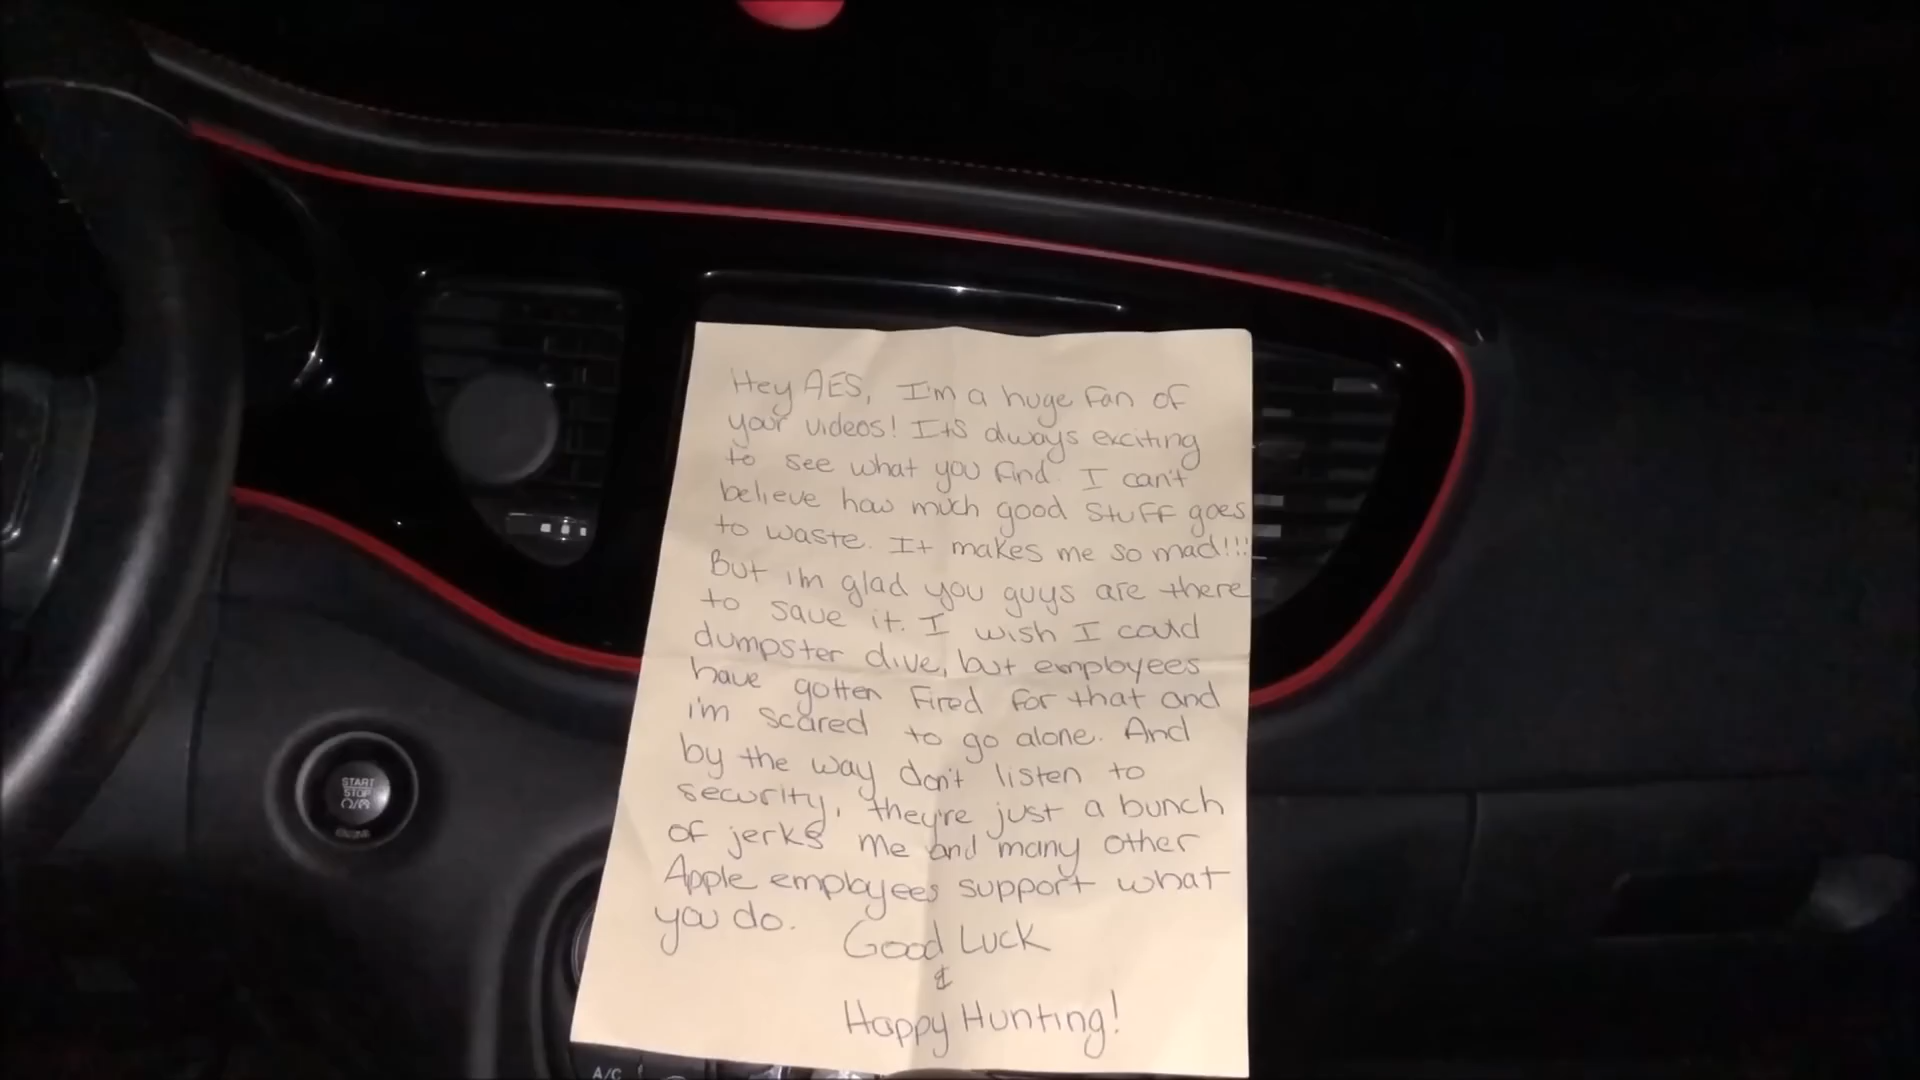 Hey AES, I'm a huge fan of
your videos! Its always exciting
to see what you find. I can't
believe how much good stuff goes
to waste. It makes me so mad!!!
But i'm glad you guys are there
to save it. I wish I could
dumpster dive, but employees
have gotten fired for that and
i'm scared to go alone. And
by the way don't listen to
security, they're just a bunch
of jerks me and many other
Apple employees support what
you do.
Good Luck
&
Happy Hunting!
START
STOP
ENGINE
A/C